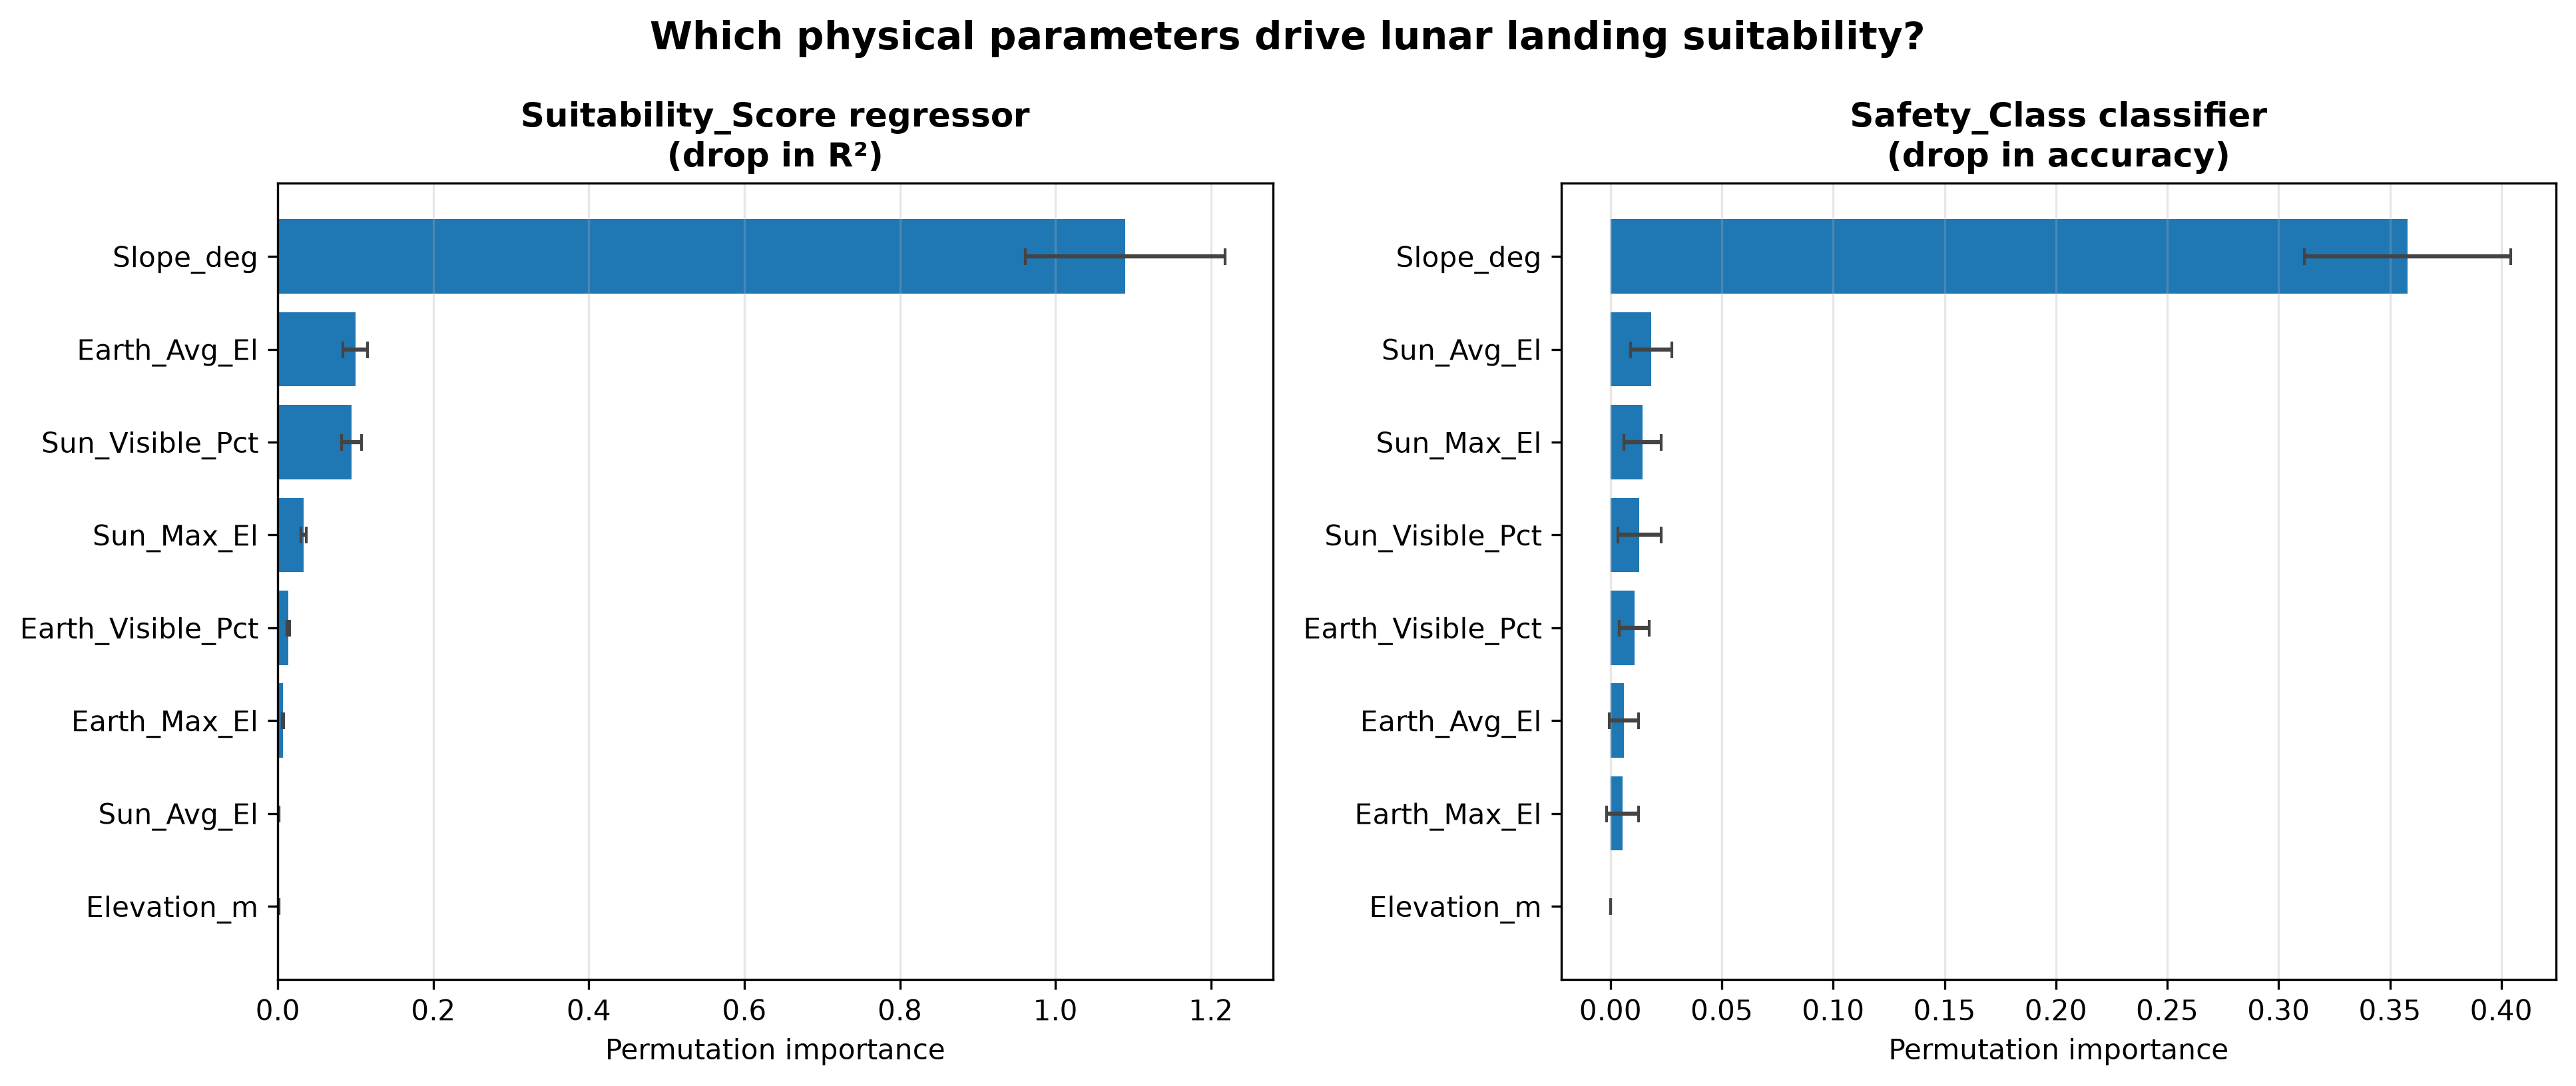 Which physical parameters drive lunar landing suitability?
Suitability_Score regressor
(drop in R²)
Slope_deg
Earth_Avg_El
Sun_Visible_Pct
Sun_Max_El
Earth_Visible_Pct
Earth_Max_El
Sun_Avg_El
Elevation_m
0.0 0.2 0.4 0.6 0.8 1.0 1.2
Permutation importance
Safety_Class classifier
(drop in accuracy)
Slope_deg
Sun_Avg_El
Sun_Max_El
Sun_Visible_Pct
Earth_Visible_Pct
Earth_Avg_El
Earth_Max_El
Elevation_m
0.00 0.05 0.10 0.15 0.20 0.25 0.30 0.35 0.40
Permutation importance